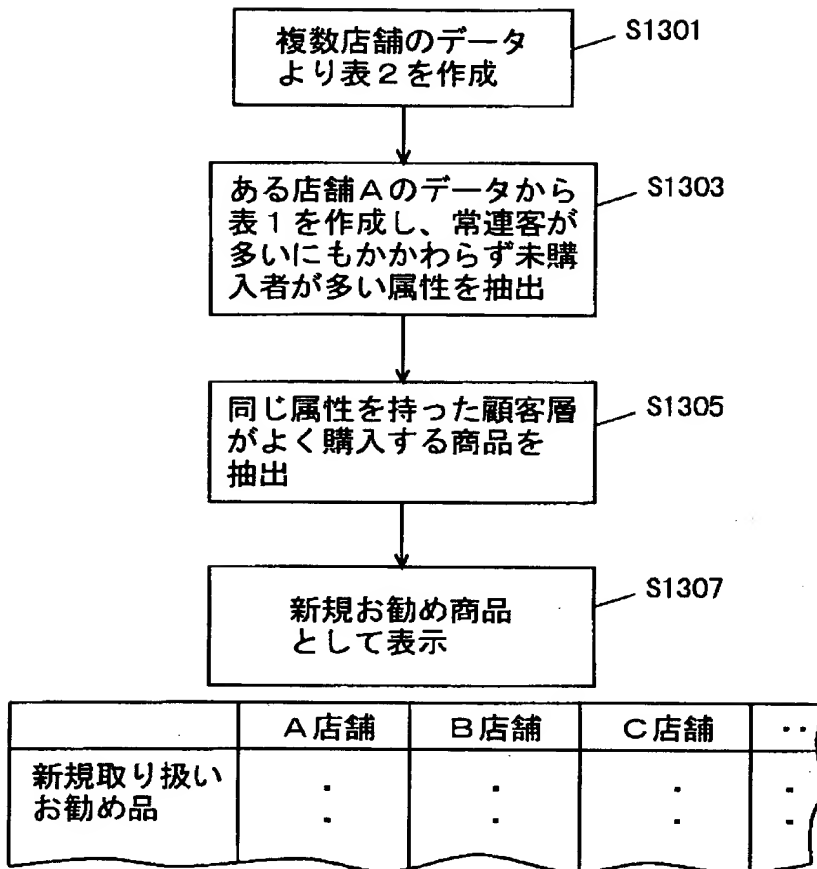 複数店舗のデータ
より表2を作成
S1301
ある店舗Aのデータから
表1を作成し、常連客が
多いにもかかわらず未購
入者が多い属性を抽出
S1303
同じ属性を持った顧客層
がよく購入する商品を
抽出
S1305
新規お勧め商品
として表示
S1307
A店舗 B店舗 C店舗 ‥
新規取り扱い
お勧め品